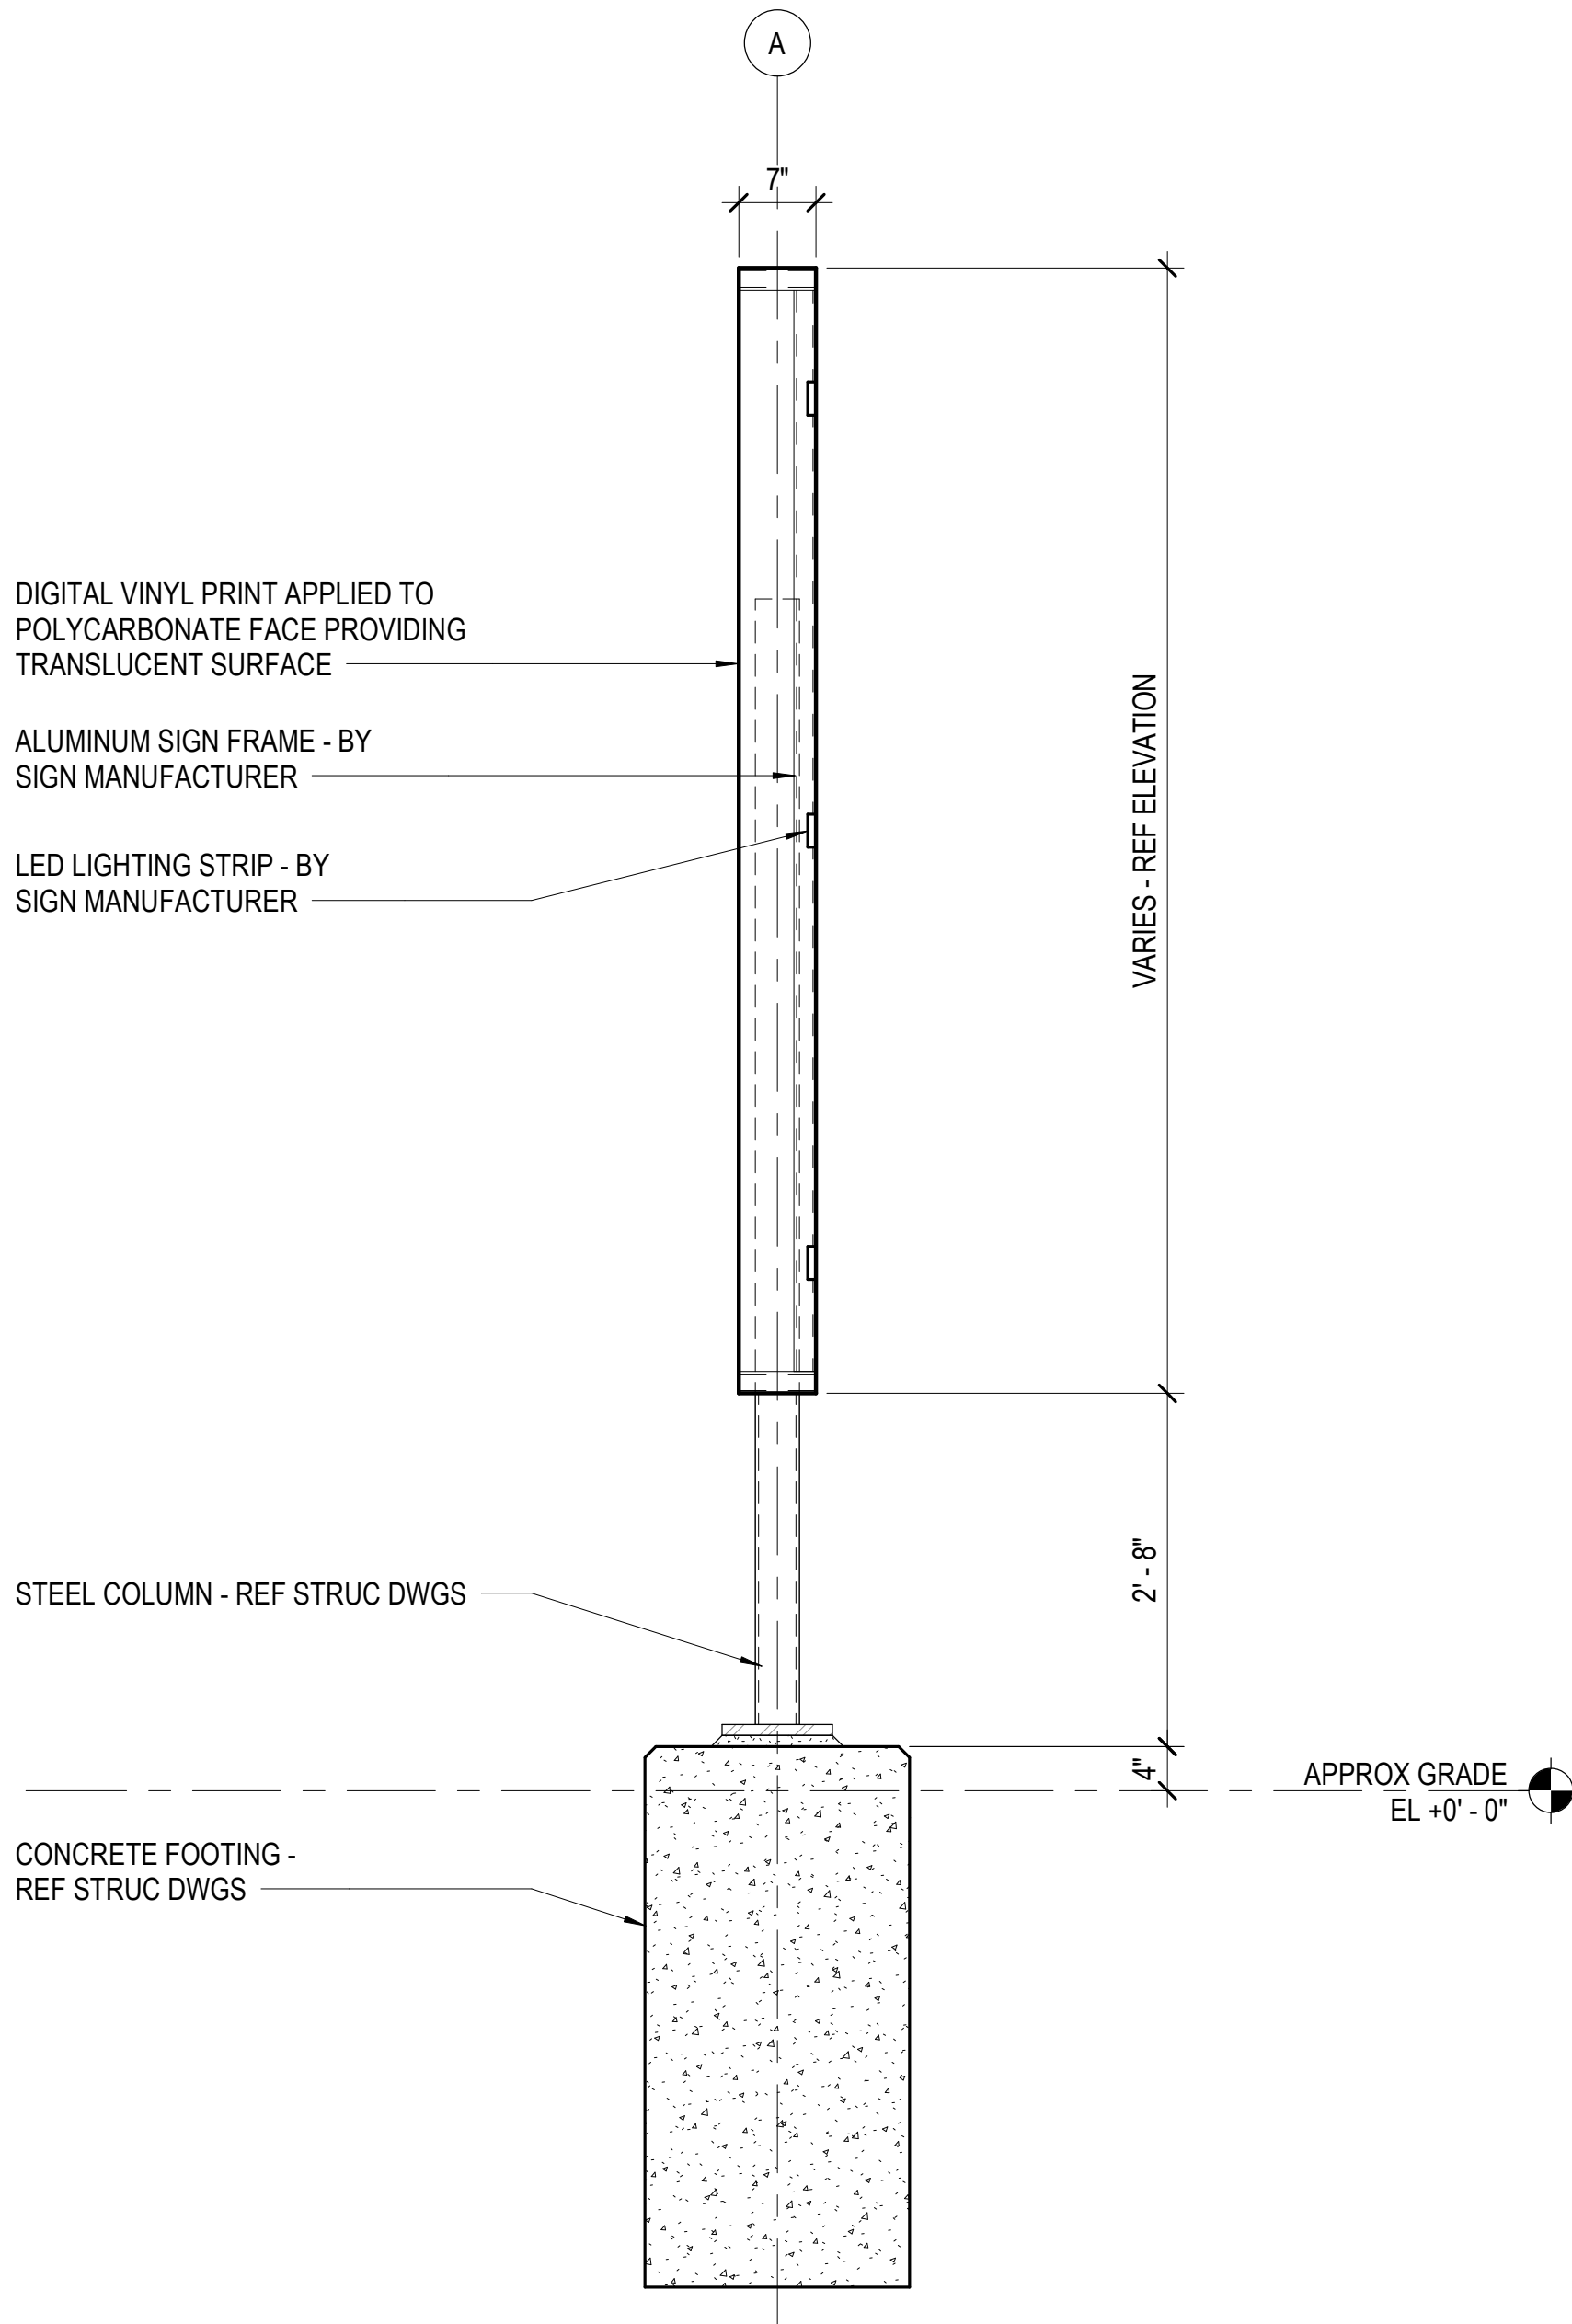 A
7"
DIGITAL VINYL PRINT APPLIED TO
POLYCARBONATE FACE PROVIDING
TRANSLUCENT SURFACE
ALUMINUM SIGN FRAME - BY
SIGN MANUFACTURER
LED LIGHTING STRIP - BY
SIGN MANUFACTURER
VARIES - REF ELEVATION
STEEL COLUMN - REF STRUC DWGS
2' - 8"
4"
APPROX GRADE
EL +0' - 0"
CONCRETE FOOTING -
REF STRUC DWGS